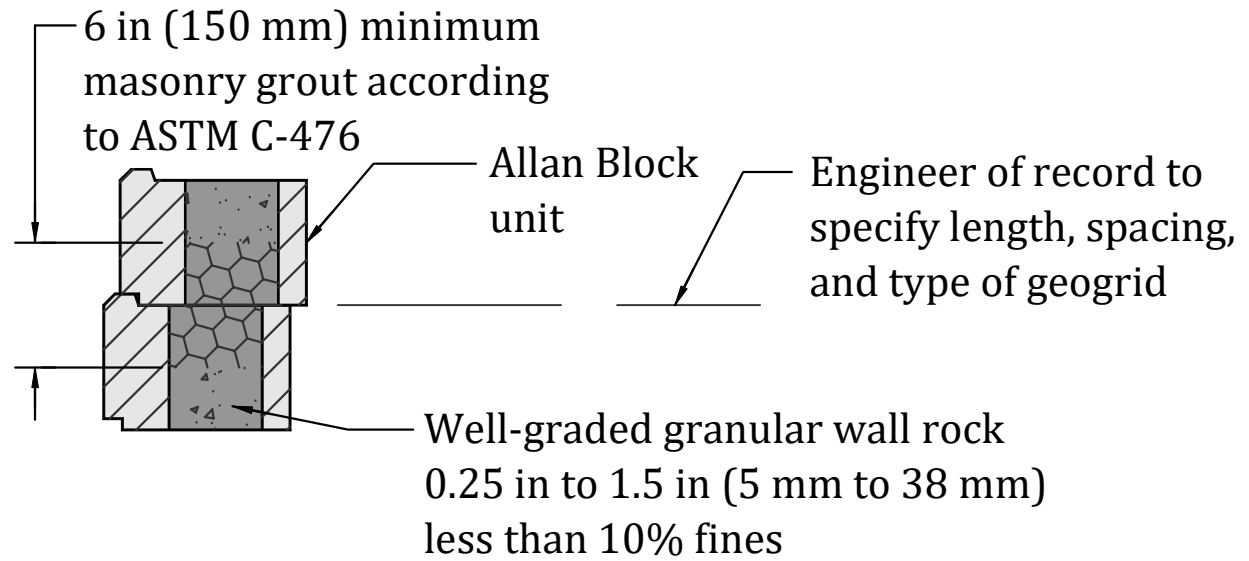 6 in (150 mm) minimum
masonry grout according
to ASTM C-476
Allan Block
unit
Engineer of record to
specify length, spacing,
and type of geogrid
Well-graded granular wall rock
0.25 in to 1.5 in (5 mm to 38 mm)
less than 10% fines